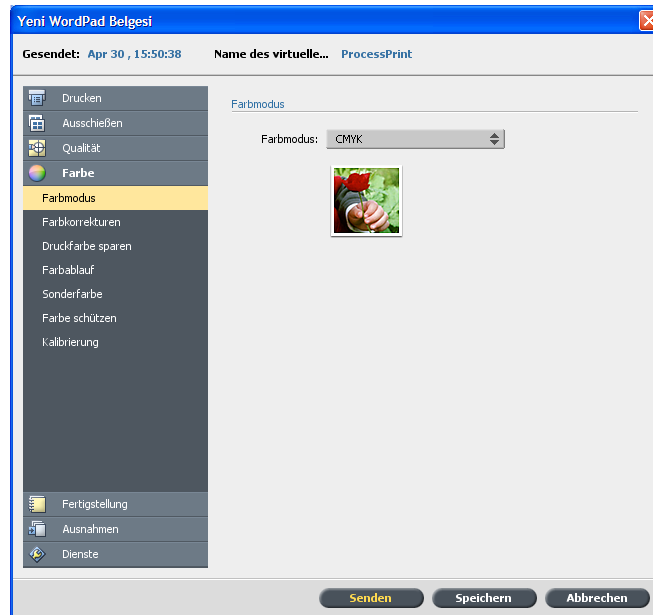 Yeni WordPad Belgesi
Gesendet: Apr 30 , 15:50:38 Name des virtuelle... ProcessPrint
Drucken
Ausschießen
Qualität
Farbe
Farbmodus
Farbkorrekturen
Druckfarbe sparen
Farbablauf
Sonderfarbe
Farbe schützen
Kalibrierung
Fertigstellung
Ausnahmen
Dienste
Farbmodus
Farbmodus: CMYK
Senden Speichern Abbrechen